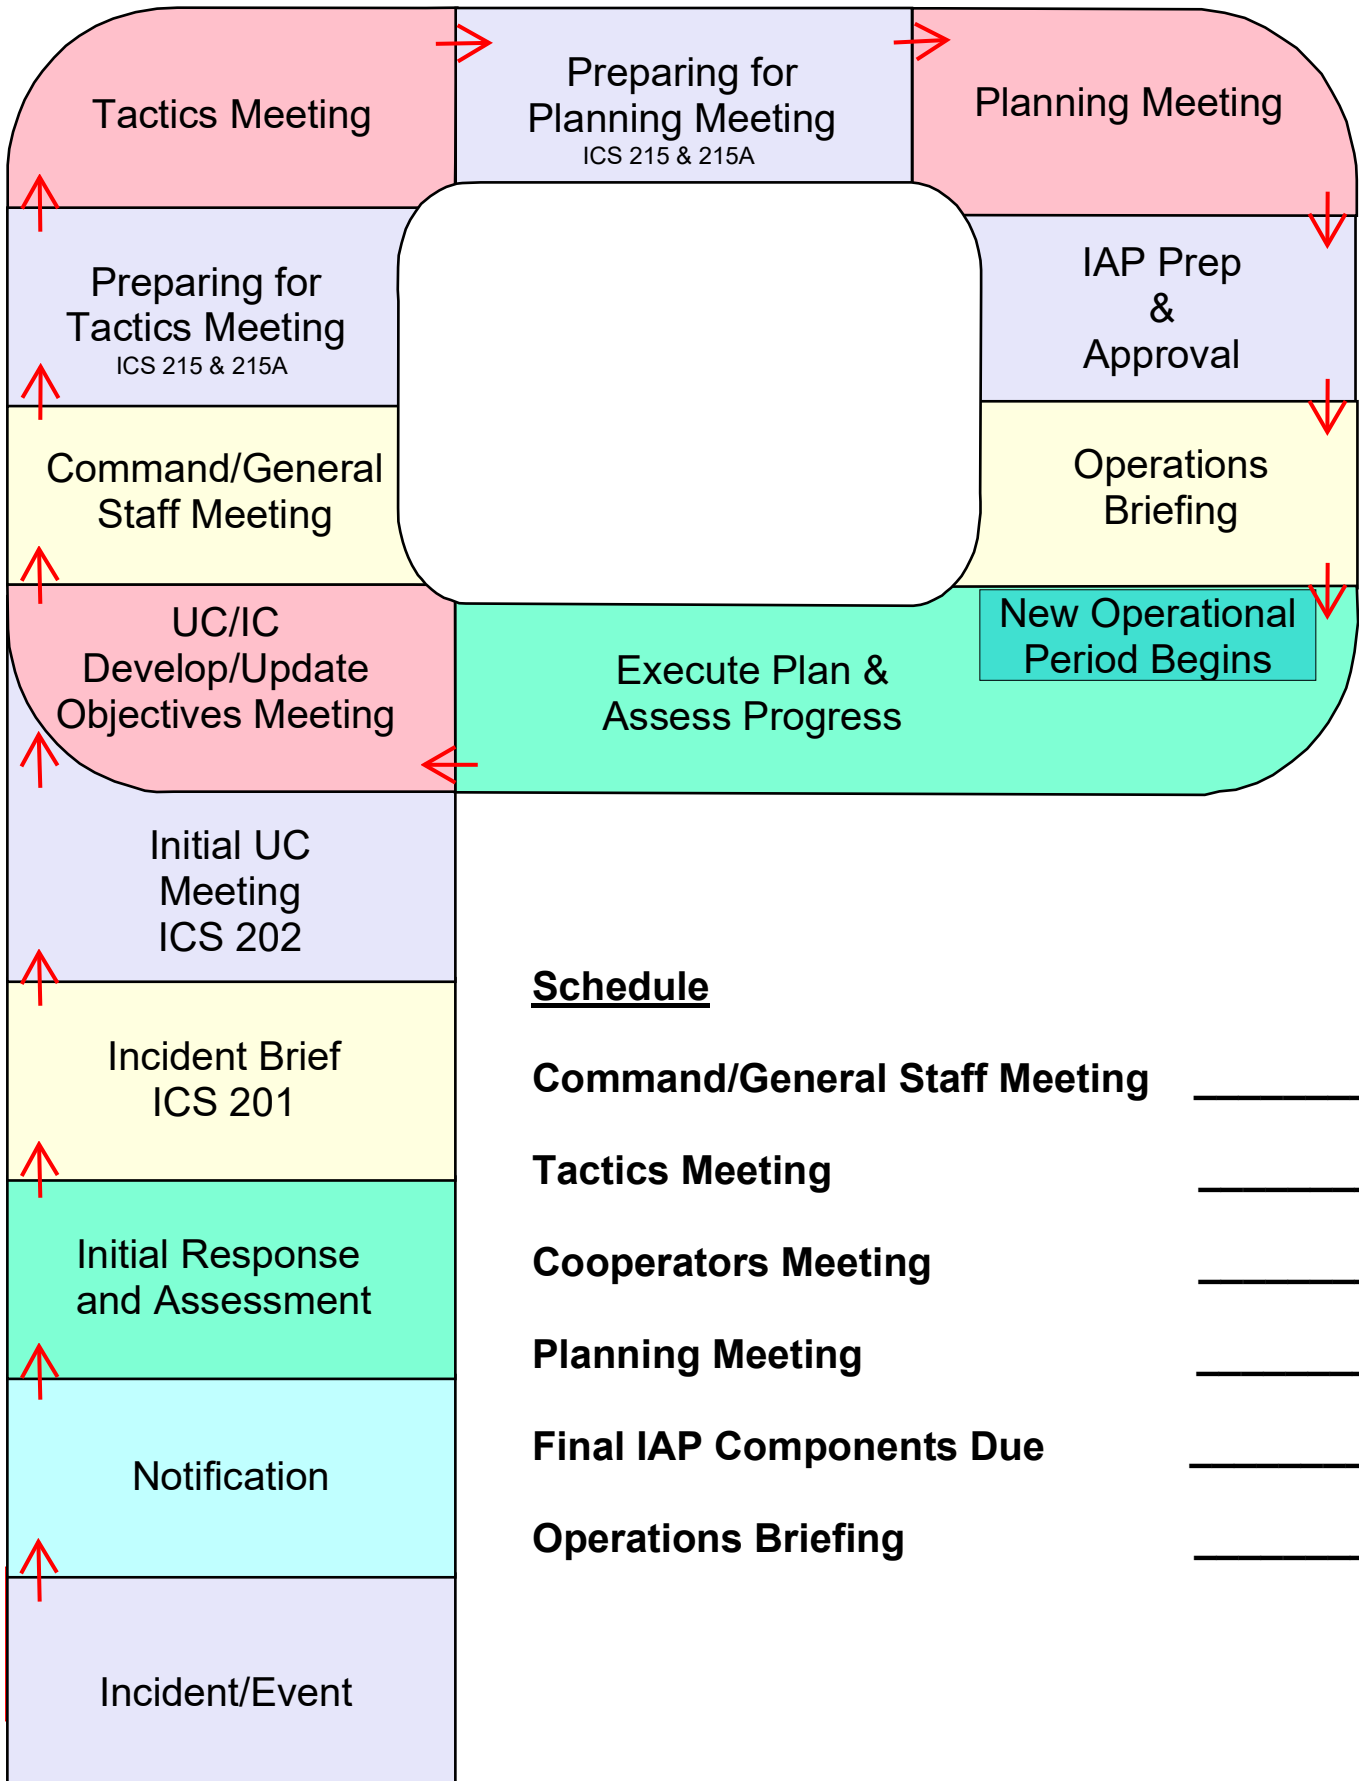 Tactics Meeting
Preparing for
Planning Meeting
ICS 215 & 215A
Planning Meeting
Preparing for
Tactics Meeting
ICS 215 & 215A
IAP Prep
&
Approval
Command/General
Staff Meeting
Operations
Briefing
UC/IC
Develop/Update
Objectives Meeting
Execute Plan &
Assess Progress
New Operational
Period Begins
Initial UC
Meeting
ICS 202
Incident Brief
ICS 201
Initial Response
and Assessment
Notification
Incident/Event
Schedule
Command/General Staff Meeting
Tactics Meeting
Cooperators Meeting
Planning Meeting
Final IAP Components Due
Operations Briefing